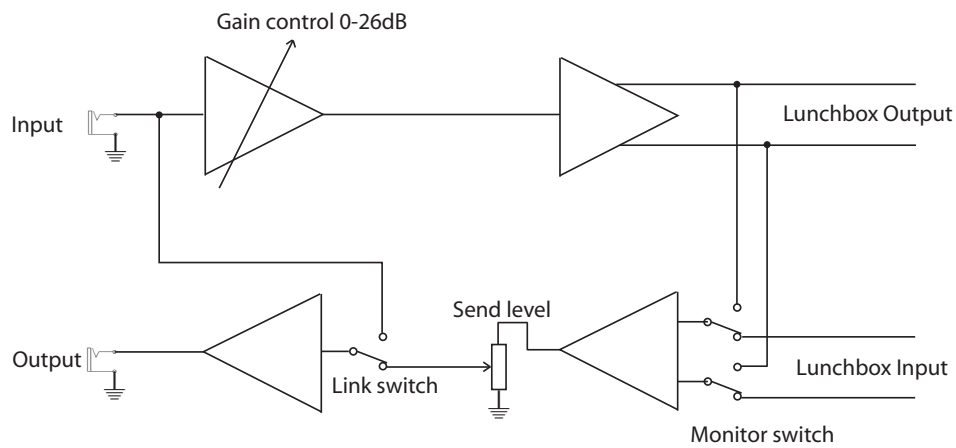 Gain control 0-26dB
Input
Lunchbox Output
Send level
Output
Link switch
Lunchbox Input
Monitor switch